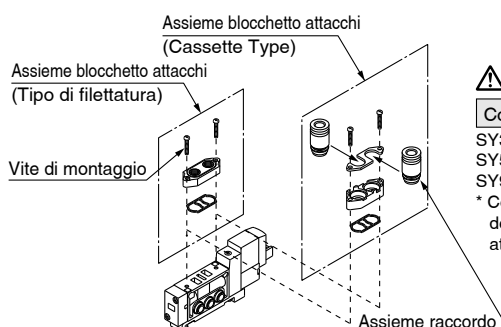 Assieme blocchetto attacchi
(Cassette Type)
Assieme blocchetto attacchi
(Tipo di filettatura)
Vite di montaggio
Assieme raccordo